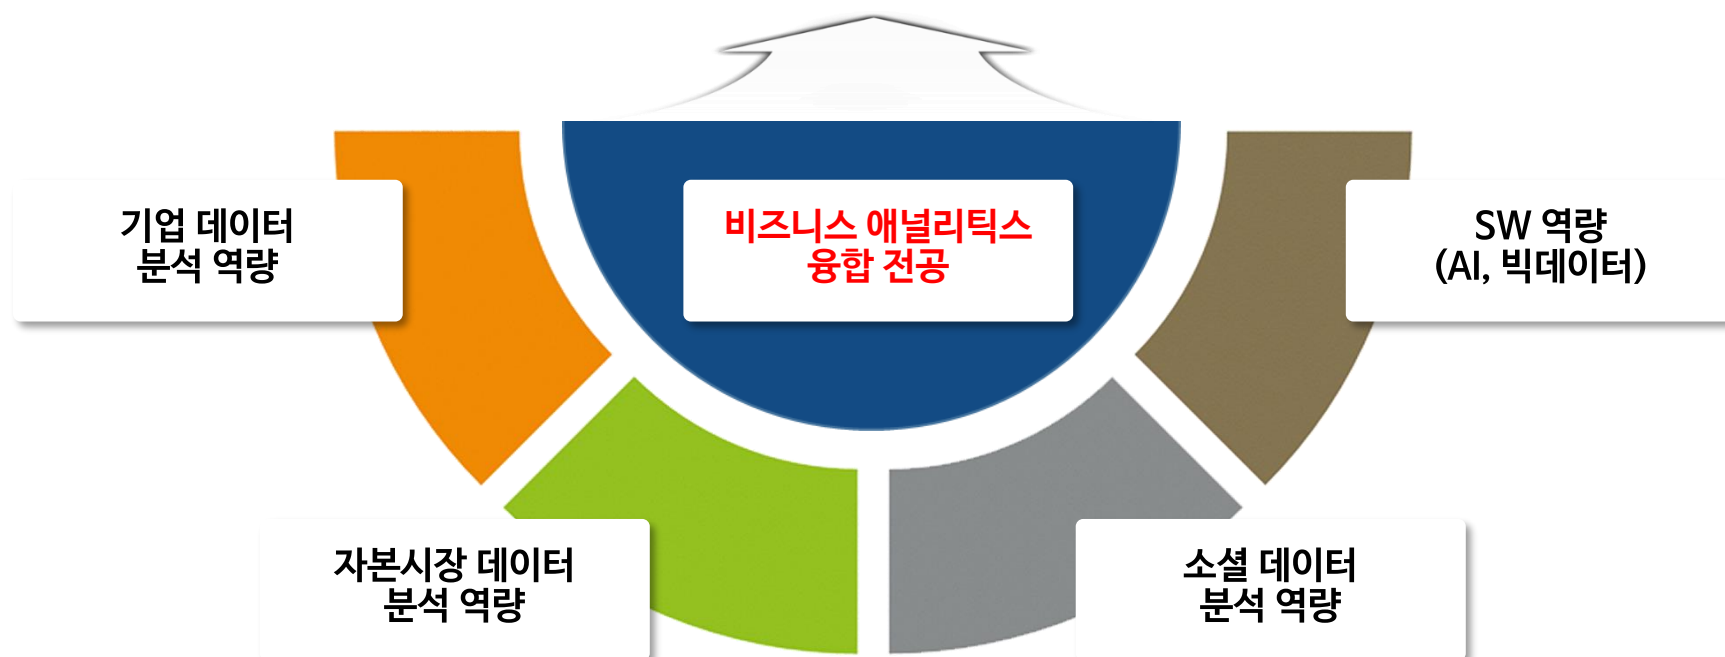 기업 데이터
분석 역량
비즈니스 애널리틱스
융합 전공
SW 역량
(AI, 빅데이터)
자본시장 데이터
분석 역량
소셜 데이터
분석 역량